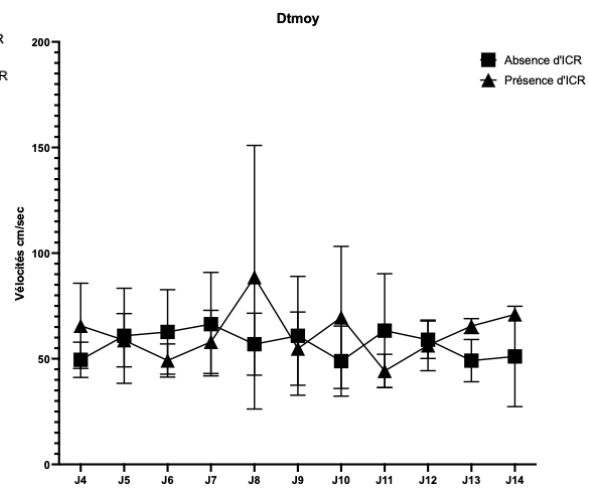 Dtmoy
R
R
Absence d'ICR
Présence d'ICR
Vélocités cm/sec
200
150
100
50
0
J4 J5 J6 J7 J8 J9 J10 J11 J12 J13 J14